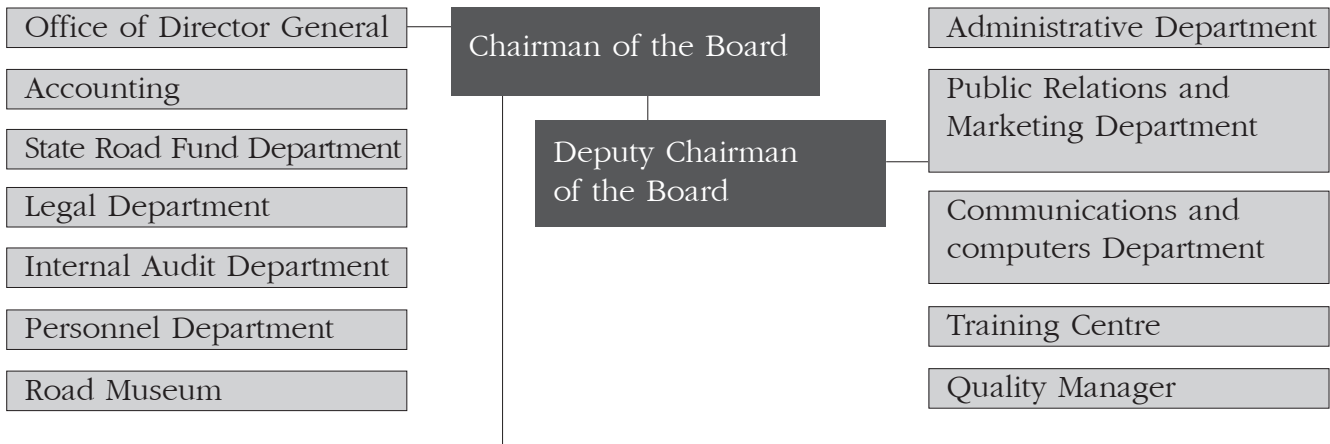 Office of Director General
Accounting
State Road Fund Department
Legal Department
Internal Audit Department
Personnel Department
Road Museum
Chairman of the Board
Deputy Chairman
of the Board
Administrative Department
Public Relations and
Marketing Department
Communications and
computers Department
Training Centre
Quality Manager